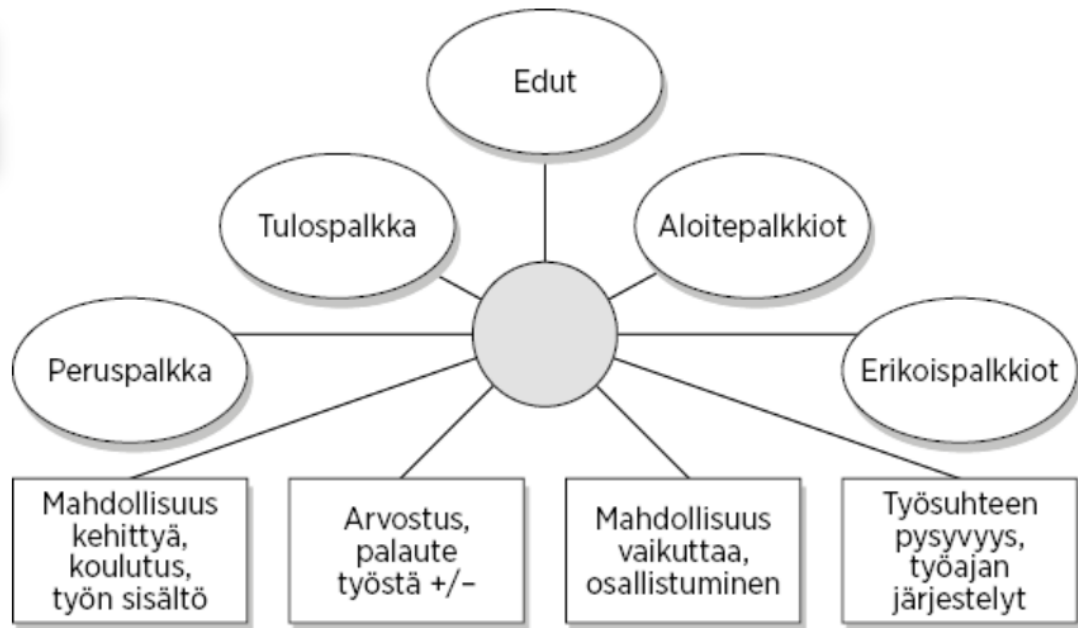 Edut
Tulospalkka
Aloitepalkkiot
Peruspalkka
Erikoispalkkiot
Mahdollisuus
kehittyä,
koulutus,
työn sisältö
Arvostus,
palaute
työstä +/–
Mahdollisuus
vaikuttaa,
osallistuminen
Työsuhteen
pysyvyys,
työajan
järjestelyt